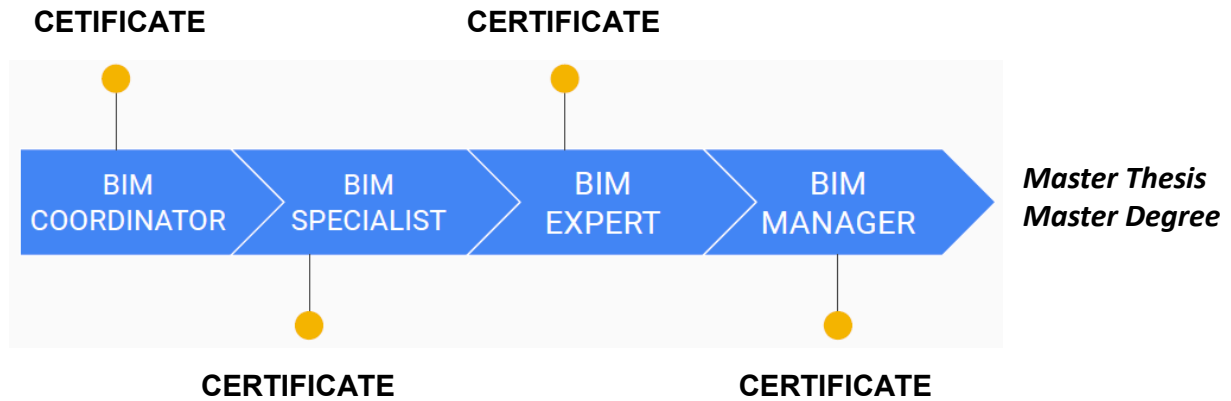 CETIFICATE
CERTIFICATE
BIM
COORDINATOR
BIM
SPECIALIST
BIM
EXPERT
BIM
MANAGER
Master Thesis
Master Degree
CERTIFICATE
CERTIFICATE